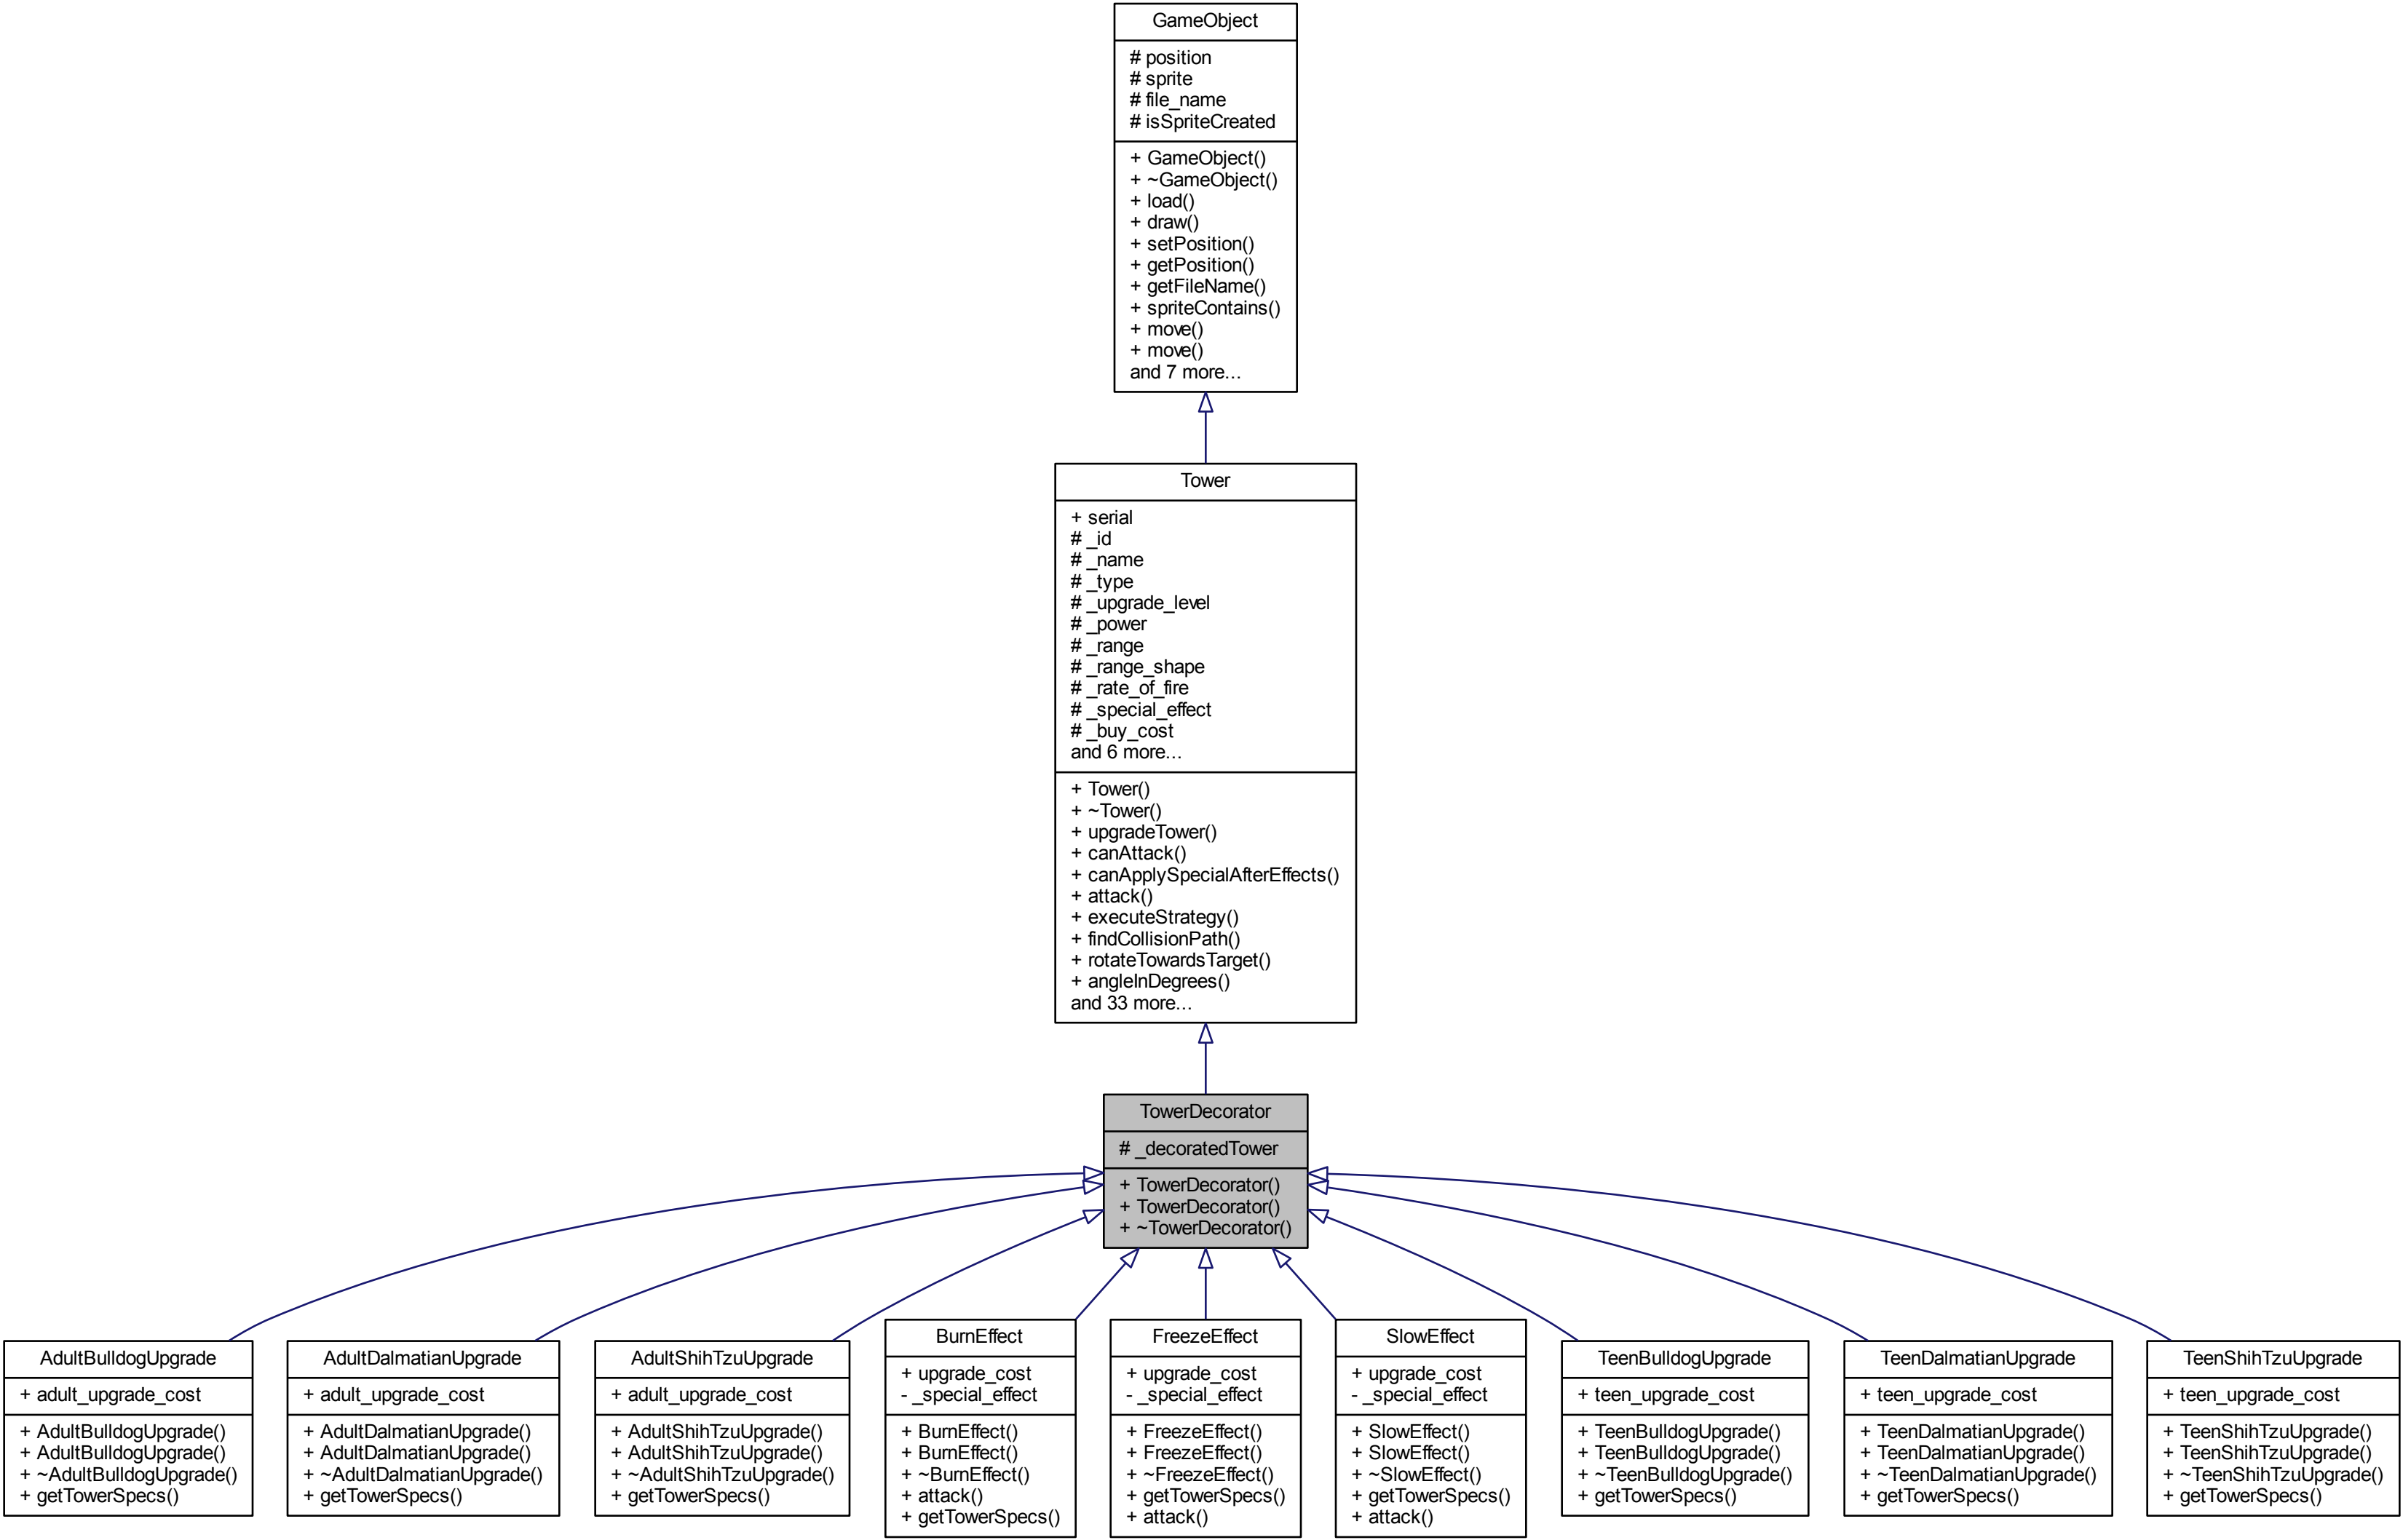 GameObject
# position
# sprite
# file_name
# isSpriteCreated
+ GameObject()
+ ~GameObject()
+ load()
+ draw()
+ setPosition()
+ getPosition()
+ getFileName()
+ spriteContains()
+ move()
+ move()
and 7 more...
Tower
+ serial
# _id
# _name
# _type
# _upgrade_level
# _power
# _range
# _range_shape
# _rate_of_fire
# _special_effect
# _buy_cost
and 6 more...
+ Tower()
+ ~Tower()
+ upgradeTower()
+ canAttack()
+ canApplySpecialAfterEffects()
+ attack()
+ executeStrategy()
+ findCollisionPath()
+ rotateTowardsTarget()
+ angleInDegrees()
and 33 more...
TowerDecorator
# _decoratedTower
+ TowerDecorator()
+ TowerDecorator()
+ ~TowerDecorator()
AdultBulldogUpgrade
+ adult_upgrade_cost
+ AdultBulldogUpgrade()
+ AdultBulldogUpgrade()
+ ~AdultBulldogUpgrade()
+ getTowerSpecs()
AdultDalmatianUpgrade
+ adult_upgrade_cost
+ AdultDalmatianUpgrade()
+ AdultDalmatianUpgrade()
+ ~AdultDalmatianUpgrade()
+ getTowerSpecs()
AdultShihTzuUpgrade
+ adult_upgrade_cost
+ AdultShihTzuUpgrade()
+ AdultShihTzuUpgrade()
+ ~AdultShihTzuUpgrade()
+ getTowerSpecs()
BurnEffect
+ upgrade_cost
- _special_effect
+ BurnEffect()
+ BurnEffect()
+ ~BurnEffect()
+ attack()
+ getTowerSpecs()
FreezeEffect
+ upgrade_cost
- _special_effect
+ FreezeEffect()
+ FreezeEffect()
+ ~FreezeEffect()
+ getTowerSpecs()
+ attack()
SlowEffect
+ upgrade_cost
- _special_effect
+ SlowEffect()
+ SlowEffect()
+ ~SlowEffect()
+ getTowerSpecs()
+ attack()
TeenBulldogUpgrade
+ teen_upgrade_cost
+ TeenBulldogUpgrade()
+ TeenBulldogUpgrade()
+ ~TeenBulldogUpgrade()
+ getTowerSpecs()
TeenDalmatianUpgrade
+ teen_upgrade_cost
+ TeenDalmatianUpgrade()
+ TeenDalmatianUpgrade()
+ ~TeenDalmatianUpgrade()
+ getTowerSpecs()
TeenShihTzuUpgrade
+ teen_upgrade_cost
+ TeenShihTzuUpgrade()
+ TeenShihTzuUpgrade()
+ ~TeenShihTzuUpgrade()
+ getTowerSpecs()